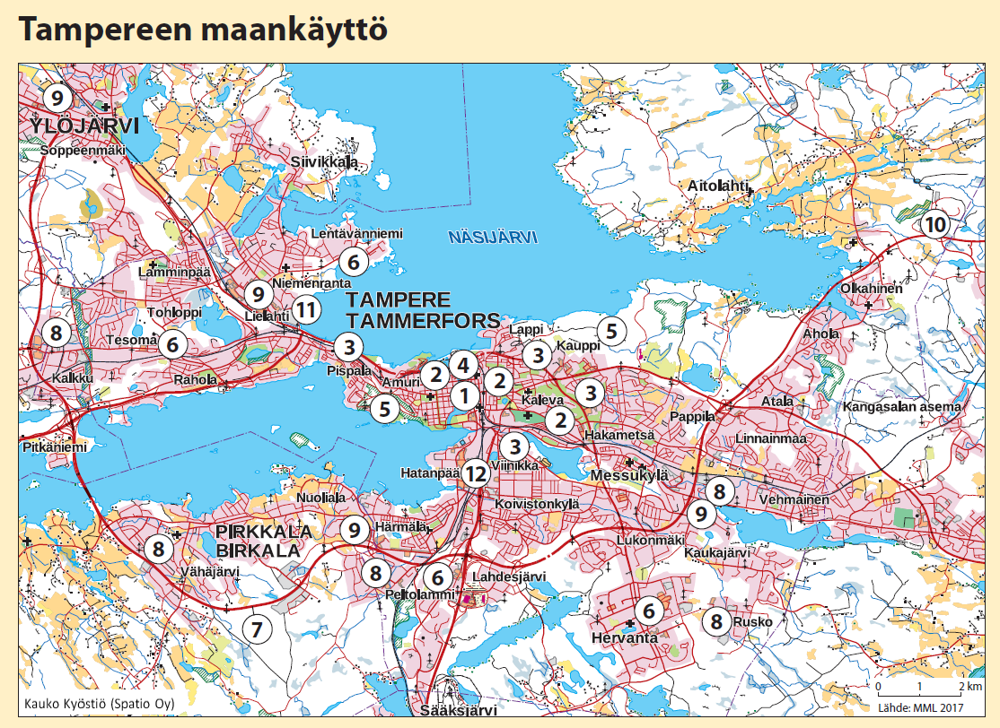 Tampereen maankäyttö
9
YLÖJÄRVI
Soppeenmäki
Siivikkala
Aitolahti
10
Lentävänniemi
NÄSIJÄRVI
6
Lamminpää
Niemenranta
9
11
TAMPERE
TAMMERFORS
Olkahinen
Tohloppi
Lielahti
8
Tesoma
6
3
Lappi
5
Ahola
Kauppi
3
Kalkku
Rahola
Pispala
Amuri
2
4
2
1
Kaleva
3
5
2
Atala
Kangasalan asema
Pappila
Hakametsä
Linnainmaa
Pitkäniemi
3
Hatanpää
12
Viinikka
Messukylä
Nuoliala
Koivistonkylä
8
Vehmainen
9
PIRKKALA
BIRKALA
9
Härmälä
Lukonmäki
Kaukajärvi
8
Vähäjärvi
8
6
Lahdesjärvi
Peltolammi
7
6
8
Rusko
Hervanta
Sääksjärvi
0 1 2 km
Kauko Kyöstiö (Spatio Oy)
Lähde: MML 2017